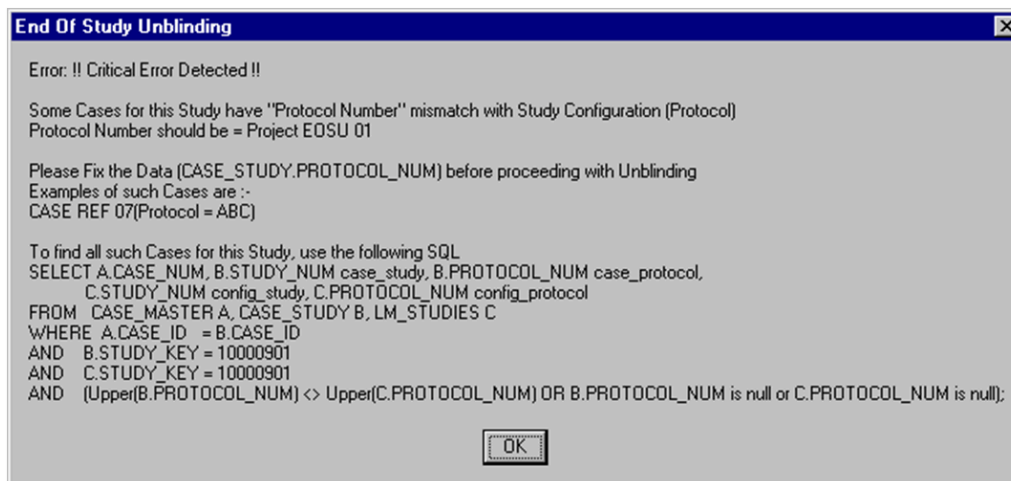 End Of Study Unblinding
Error: !! Critical Error Detected !!
Some Cases for this Study have "Protocol Number" mismatch with Study Configuration (Protocol)
Protocol Number should be = Project EOSU 01
Please Fix the Data (CASE_STUDY.PROTOCOL_NUM) before proceeding with Unblinding
Examples of such Cases are :-
CASE REF 07(Protocol = ABC)
To find all such Cases for this Study, use the following SQL
SELECT A.CASE_NUM, B.STUDY_NUM case_study, B.PROTOCOL_NUM case_protocol,
C.STUDY_NUM config_study, C.PROTOCOL_NUM config_protocol
FROM CASE_MASTER A, CASE_STUDY B, LM_STUDIES C
WHERE A.CASE_ID = B.CASE_ID
AND B.STUDY_KEY = 10000901
AND C.STUDY_KEY = 10000901
AND (Upper(B.PROTOCOL_NUM) <> Upper(C.PROTOCOL_NUM) OR B.PROTOCOL_NUM is null or C.PROTOCOL_NUM is null);
OK